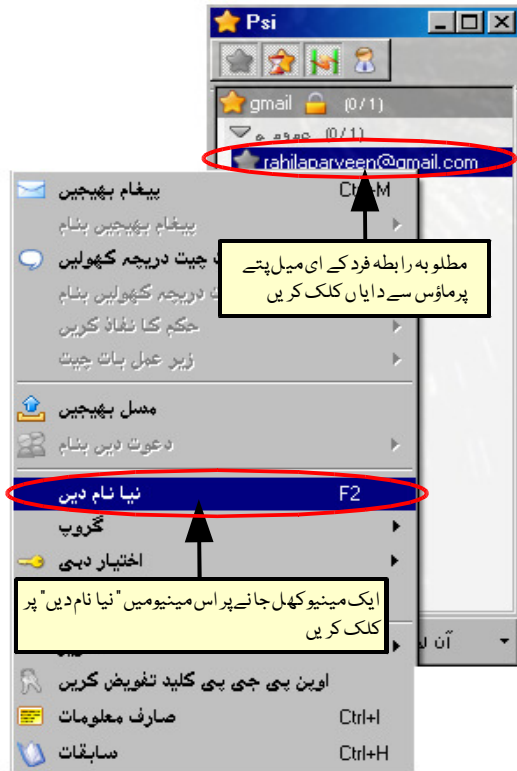 Psi
gmail (0/1)
(0/1)
rahilaparveen@gmail.com
پیغام بھیجیں Ctrl+M
پیغام بھیجیں بنام
چیت دریچہ کھولیں
دریچہ کھولیں بنام
حکم کا نفاذ کریں
زیر عمل بات چیت
مطلوبہ رابطہ فرد کے ای میل پتے
پر ماؤس سے دایاں کلک کریں
مسل بھیجیں
دعوت دیں بنام
نیا نام دیں F2
گروپ
اختیار دہی
ایک مینیو کھل جانے پر اس مینیو میں "نیا نام دیں" پر
کلک کریں
آن
اوپن پی جی پی کلید تفویض کریں
صارف معلومات Ctrl+I
سابقات Ctrl+H